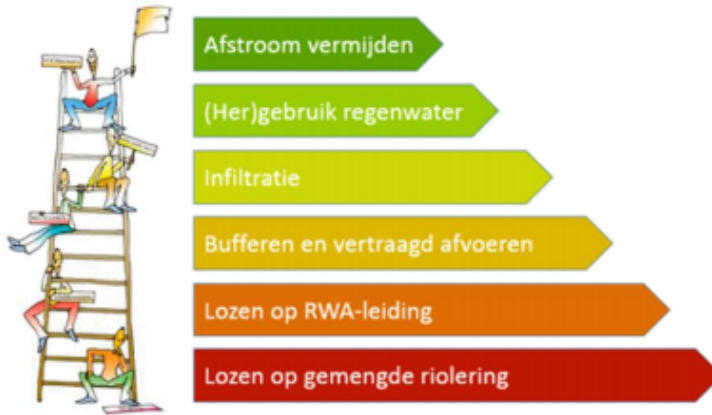 Afstroom vermijden
(Her)gebruik regenwater
Infiltratie
Bufferen en vertraagd afvoeren
Lozen op RWA-leiding
Lozen op gemengde riolering